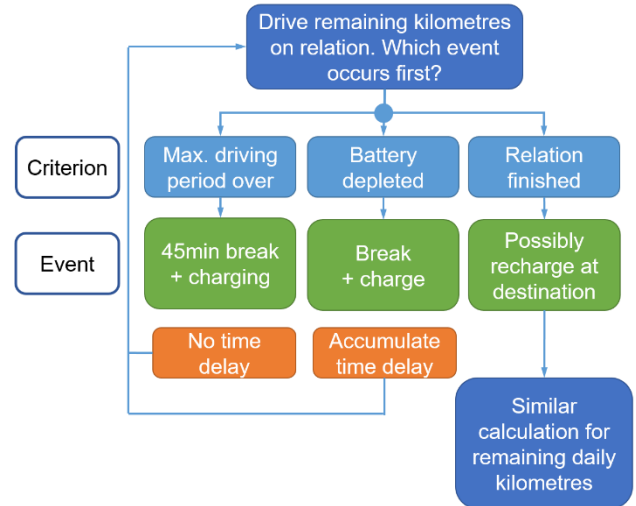 Drive remaining kilometres
on relation. Which event
occurs first?
Criterion
Max. driving
period over
Battery
depleted
Relation
finished
Event
45min break
+ charging
Break
+ charge
Possibly
recharge at
destination
No time
delay
Accumulate
time delay
Similar
calculation for
remaining daily
kilometres